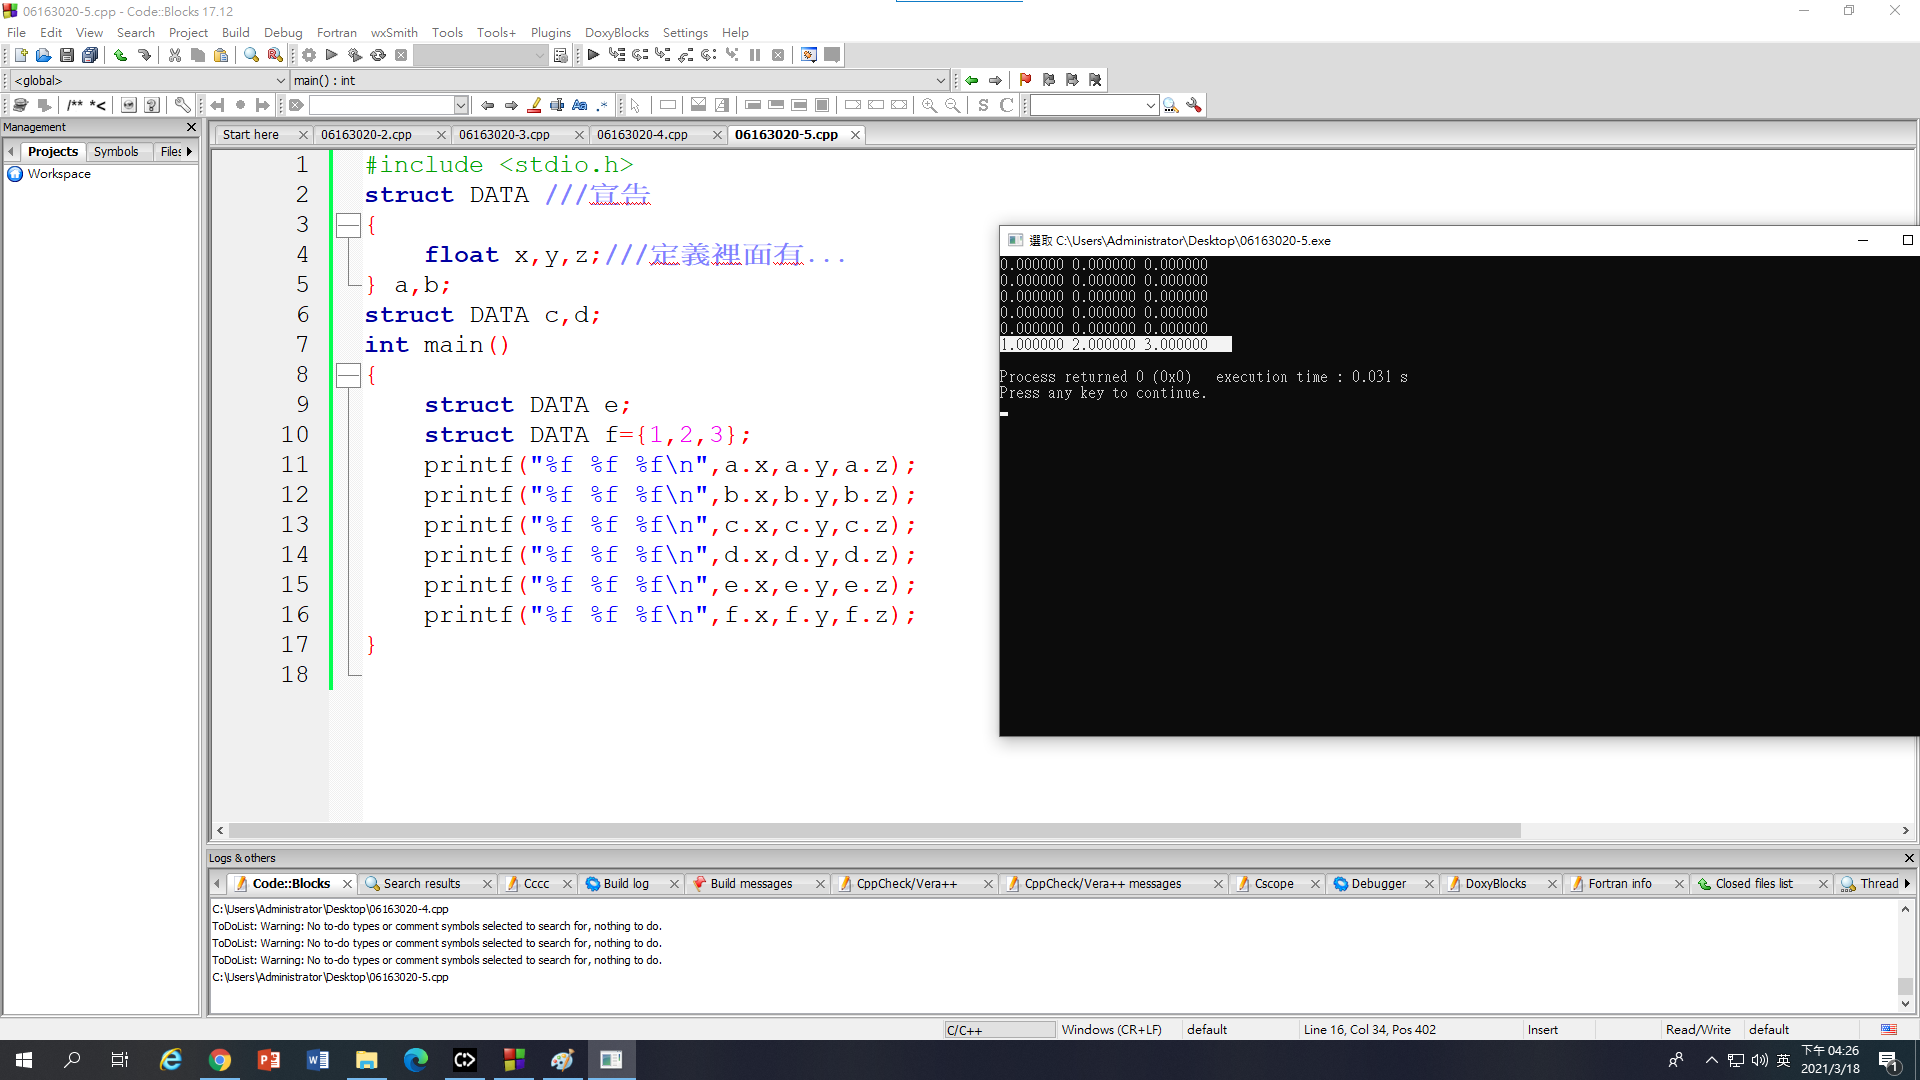 06163020-5.cpp - Code::Blocks 17.12
File Edit View Search Project Build Debug Fortran wxSmith Tools Tools+ Plugins DoxyBlocks Settings Help
<global> main() : int
/** *<
Management
Start here 06163020-2.cpp 06163020-3.cpp 06163020-4.cpp 06163020-5.cpp
Projects Symbols Files
Workspace
1 #include <stdio.h>
2 struct DATA ///宣告
3 {
4 float x,y,z;///定義裡面有...
5 } a,b;
6 struct DATA c,d;
7 int main()
8 {
9 struct DATA e;
10 struct DATA f={1,2,3};
11 printf("%f %f %f\n",a.x,a.y,a.z);
12 printf("%f %f %f\n",b.x,b.y,b.z);
13 printf("%f %f %f\n",c.x,c.y,c.z);
14 printf("%f %f %f\n",d.x,d.y,d.z);
15 printf("%f %f %f\n",e.x,e.y,e.z);
16 printf("%f %f %f\n",f.x,f.y,f.z);
17 }
18
選取 C:\Users\Administrator\Desktop\06163020-5.exe
0.000000 0.000000 0.000000
0.000000 0.000000 0.000000
0.000000 0.000000 0.000000
0.000000 0.000000 0.000000
0.000000 0.000000 0.000000
1.000000 2.000000 3.000000
Process returned 0 (0x0) execution time : 0.031 s
Press any key to continue.
Logs & others
Code::Blocks Search results Cccc Build log Build messages CppCheck/Vera++ CppCheck/Vera++ messages Cscope Debugger DoxyBlocks Fortran info Closed files list Thread
C:\Users\Administrator\Desktop\06163020-4.cpp
ToDoList: Warning: No to-do types or comment symbols selected to search for, nothing to do.
ToDoList: Warning: No to-do types or comment symbols selected to search for, nothing to do.
ToDoList: Warning: No to-do types or comment symbols selected to search for, nothing to do.
C:\Users\Administrator\Desktop\06163020-5.cpp
C/C++ Windows (CR+LF) default Line 16, Col 34, Pos 402 Insert Read/Write default
英 下午 04:26
2021/3/18
1